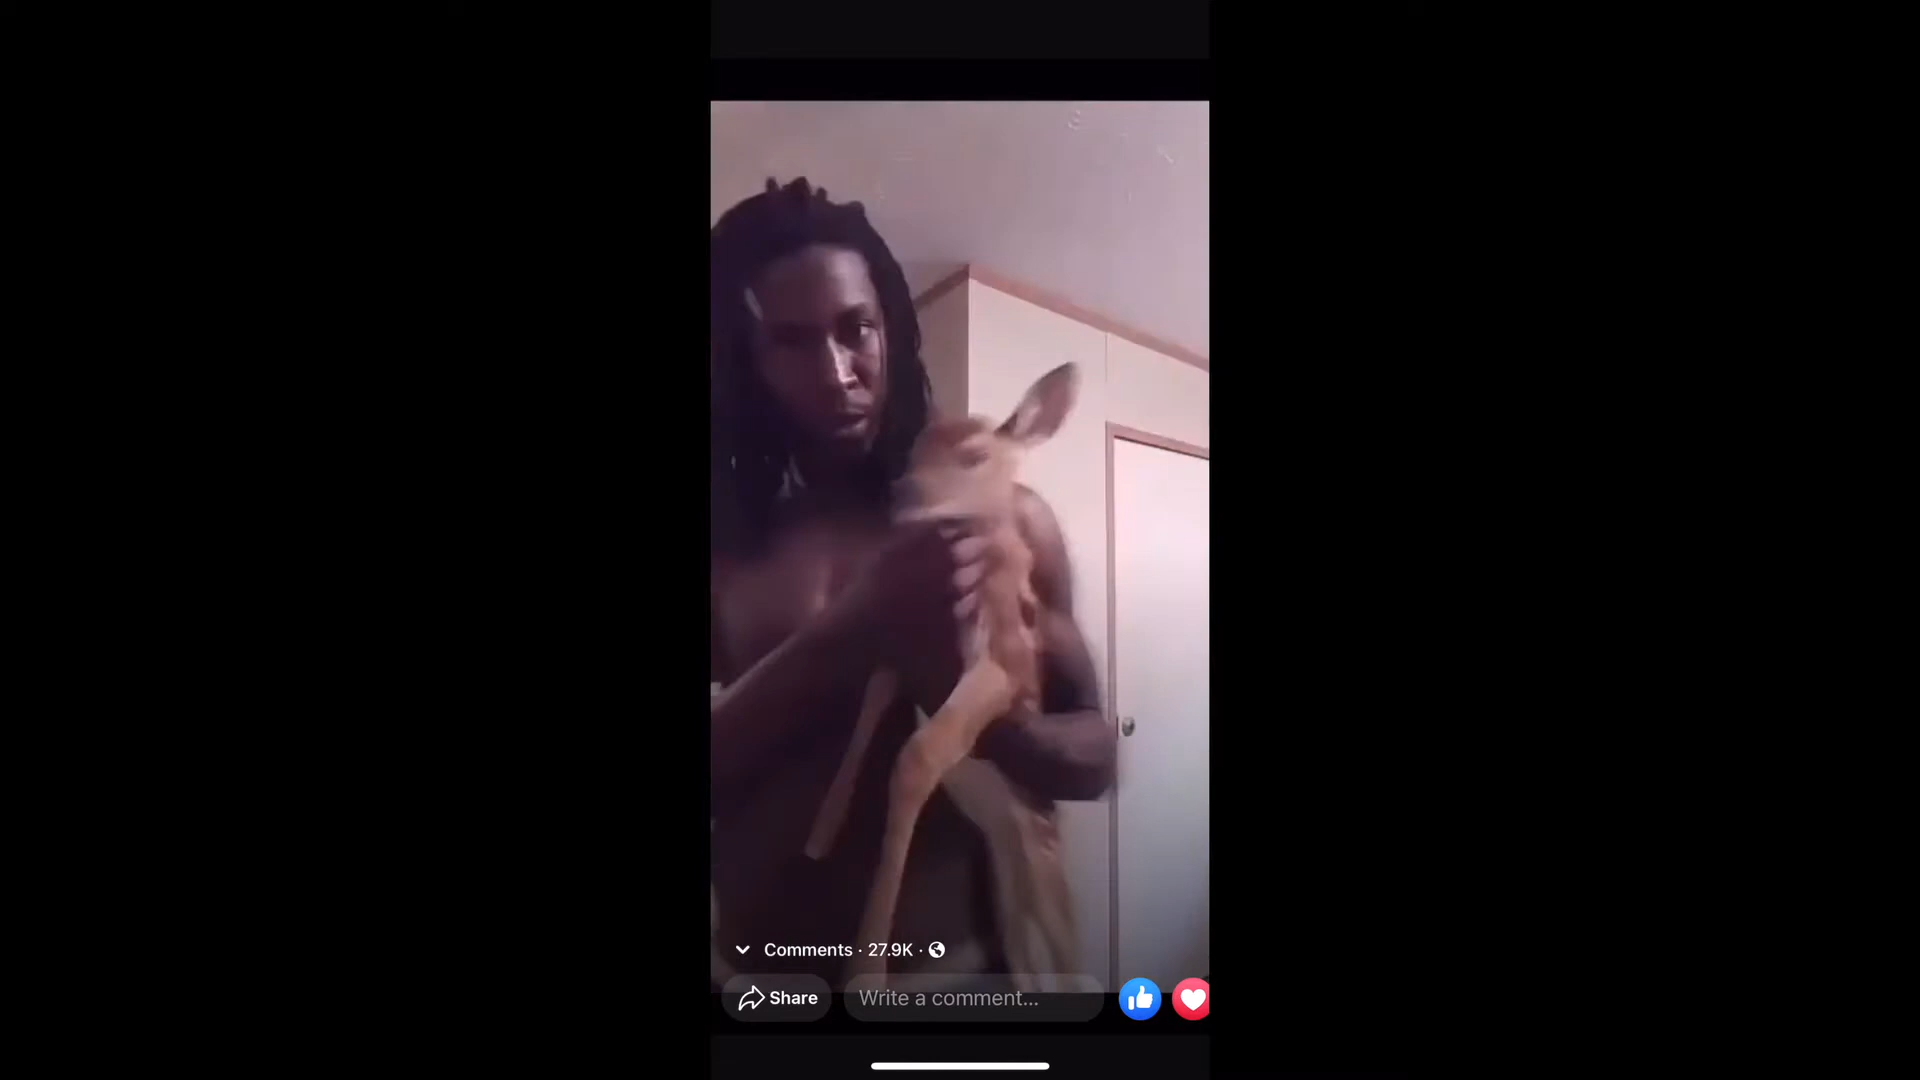 Comments · 27.9K ·
Share
Write a comment...